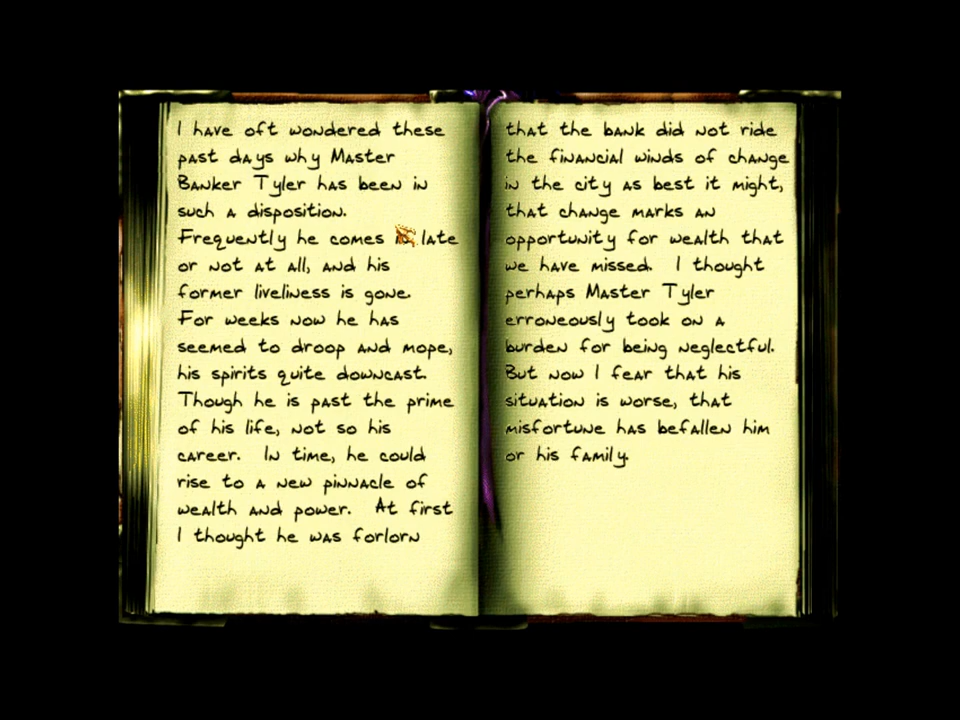 I have oft wondered these
past days why Master
Banker Tyler has been in
such a disposition.
Frequently he comes late
or not at all, and his
former liveliness is gone.
For weeks now he has
seemed to droop and mope,
his spirits quite downcast.
Though he is past the prime
of his life, not so his
career. In time, he could
rise to a new pinnacle of
wealth and power. At first
I thought he was forlorn
that the bank did not ride
the financial winds of change
in the city as best it might,
that change marks an
opportunity for wealth that
we have missed. I thought
perhaps Master Tyler
erroneously took on a
burden for being neglectful.
But now I fear that his
situation is worse, that
misfortune has befallen him
or his family.